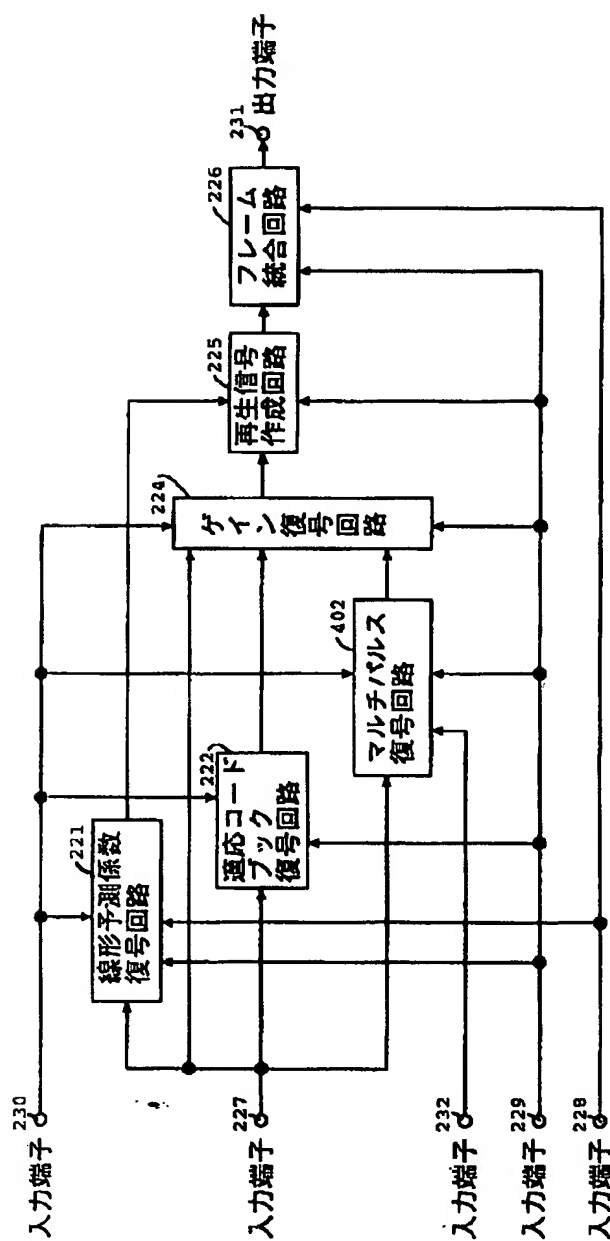 入力端子
230
入力端子
227
入力端子
232
入力端子
229
入力端子
228
221
線形予測係数
復号回路
222
適応コード
ブック
復号回路
402
マルチパルス
復号回路
224
ゲイン復号回路
225
再生信号
作成回路
226
フレーム
統合回路
231
出力端子